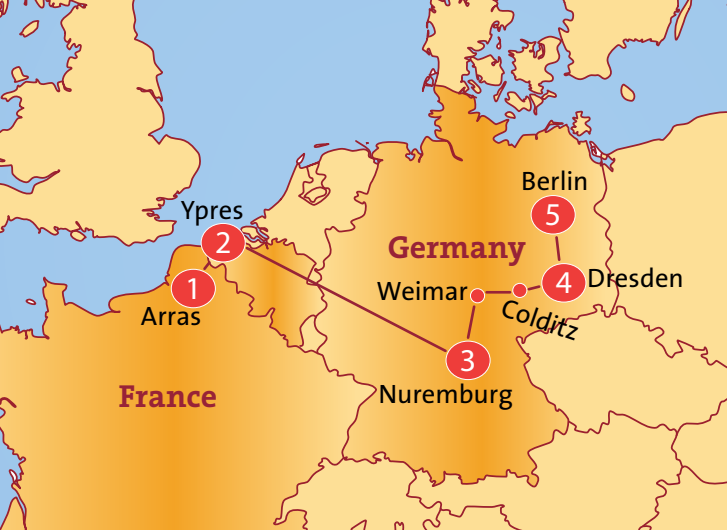 Berlin
5
Ypres
2
Germany
Weimar
4
Dresden
1
Colditz
Arras
3
France
Nuremburg